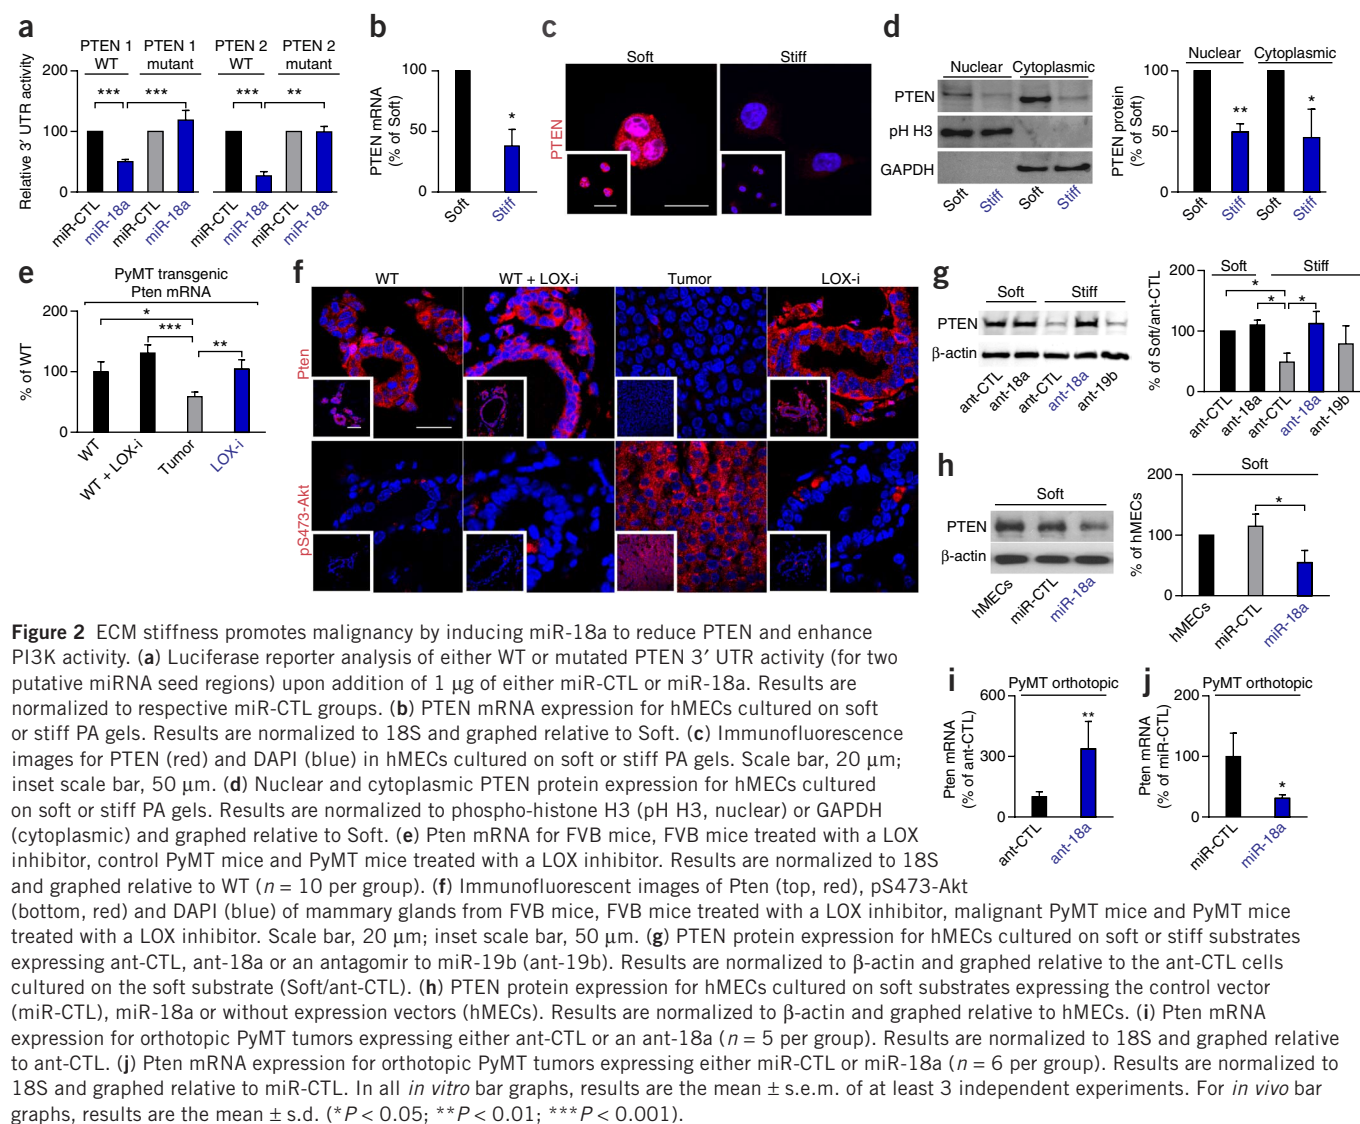 a
PTEN 1 WT
PTEN 1 mutant
PTEN 2 WT
PTEN 2 mutant
Relative 3′ UTR activity
200
100
0
***
***
***
**
miR-CTL
miR-18a
miR-CTL
miR-18a
miR-CTL
miR-18a
miR-CTL
miR-18a
b
PTEN mRNA
(% of Soft)
100
50
0
*
Soft
Stiff
c
Soft
Stiff
PTEN
d
Nuclear
Cytoplasmic
PTEN
pH H3
GAPDH
Soft
Stiff
Soft
Stiff
Nuclear
Cytoplasmic
PTEN protein
(% of Soft)
100
50
0
**
*
Soft
Stiff
Soft
Stiff
e
PyMT transgenic
Pten mRNA
% of WT
200
100
0
*
***
**
WT
WT + LOX-i
Tumor
LOX-i
f
WT
WT + LOX-i
Tumor
LOX-i
Pten
pS473-Akt
g
Soft
Stiff
PTEN
β-actin
ant-CTL
ant-18a
ant-CTL
ant-18a
ant-19b
Soft
Stiff
% of Soft/ant-CTL
200
100
0
*
*
*
ant-CTL
ant-18a
ant-CTL
ant-18a
ant-19b
h
Soft
PTEN
β-actin
hMECs
miR-CTL
miR-18a
Soft
% of hMECs
200
100
0
*
hMECs
miR-CTL
miR-18a
i
PyMT orthotopic
Pten mRNA
(% of ant-CTL)
600
300
0
**
ant-CTL
ant-18a
j
PyMT orthotopic
Pten mRNA
(% of miR-CTL)
200
100
0
*
miR-CTL
miR-18a
Figure 2 ECM stiffness promotes malignancy by inducing miR-18a to reduce PTEN and enhance
PI3K activity. (a) Luciferase reporter analysis of either WT or mutated PTEN 3′ UTR activity (for two
putative miRNA seed regions) upon addition of 1 μg of either miR-CTL or miR-18a. Results are
normalized to respective miR-CTL groups. (b) PTEN mRNA expression for hMECs cultured on soft
or stiff PA gels. Results are normalized to 18S and graphed relative to Soft. (c) Immunofluorescence
images for PTEN (red) and DAPI (blue) in hMECs cultured on soft or stiff PA gels. Scale bar, 20 μm;
inset scale bar, 50 μm. (d) Nuclear and cytoplasmic PTEN protein expression for hMECs cultured
on soft or stiff PA gels. Results are normalized to phospho-histone H3 (pH H3, nuclear) or GAPDH
(cytoplasmic) and graphed relative to Soft. (e) Pten mRNA for FVB mice, FVB mice treated with a LOX
inhibitor, control PyMT mice and PyMT mice treated with a LOX inhibitor. Results are normalized to 18S
and graphed relative to WT (n = 10 per group). (f) Immunofluorescent images of Pten (top, red), pS473-Akt
(bottom, red) and DAPI (blue) of mammary glands from FVB mice, FVB mice treated with a LOX inhibitor, malignant PyMT mice and PyMT mice
treated with a LOX inhibitor. Scale bar, 20 μm; inset scale bar, 50 μm. (g) PTEN protein expression for hMECs cultured on soft or stiff substrates
expressing ant-CTL, ant-18a or an antagomir to miR-19b (ant-19b). Results are normalized to β-actin and graphed relative to the ant-CTL cells
cultured on the soft substrate (Soft/ant-CTL). (h) PTEN protein expression for hMECs cultured on soft substrates expressing the control vector
(miR-CTL), miR-18a or without expression vectors (hMECs). Results are normalized to β-actin and graphed relative to hMECs. (i) Pten mRNA
expression for orthotopic PyMT tumors expressing either ant-CTL or an ant-18a (n = 5 per group). Results are normalized to 18S and graphed relative
to ant-CTL. (j) Pten mRNA expression for orthotopic PyMT tumors expressing either miR-CTL or miR-18a (n = 6 per group). Results are normalized to
18S and graphed relative to miR-CTL. In all in vitro bar graphs, results are the mean ± s.e.m. of at least 3 independent experiments. For in vivo bar
graphs, results are the mean ± s.d. (*P < 0.05; **P < 0.01; ***P < 0.001).